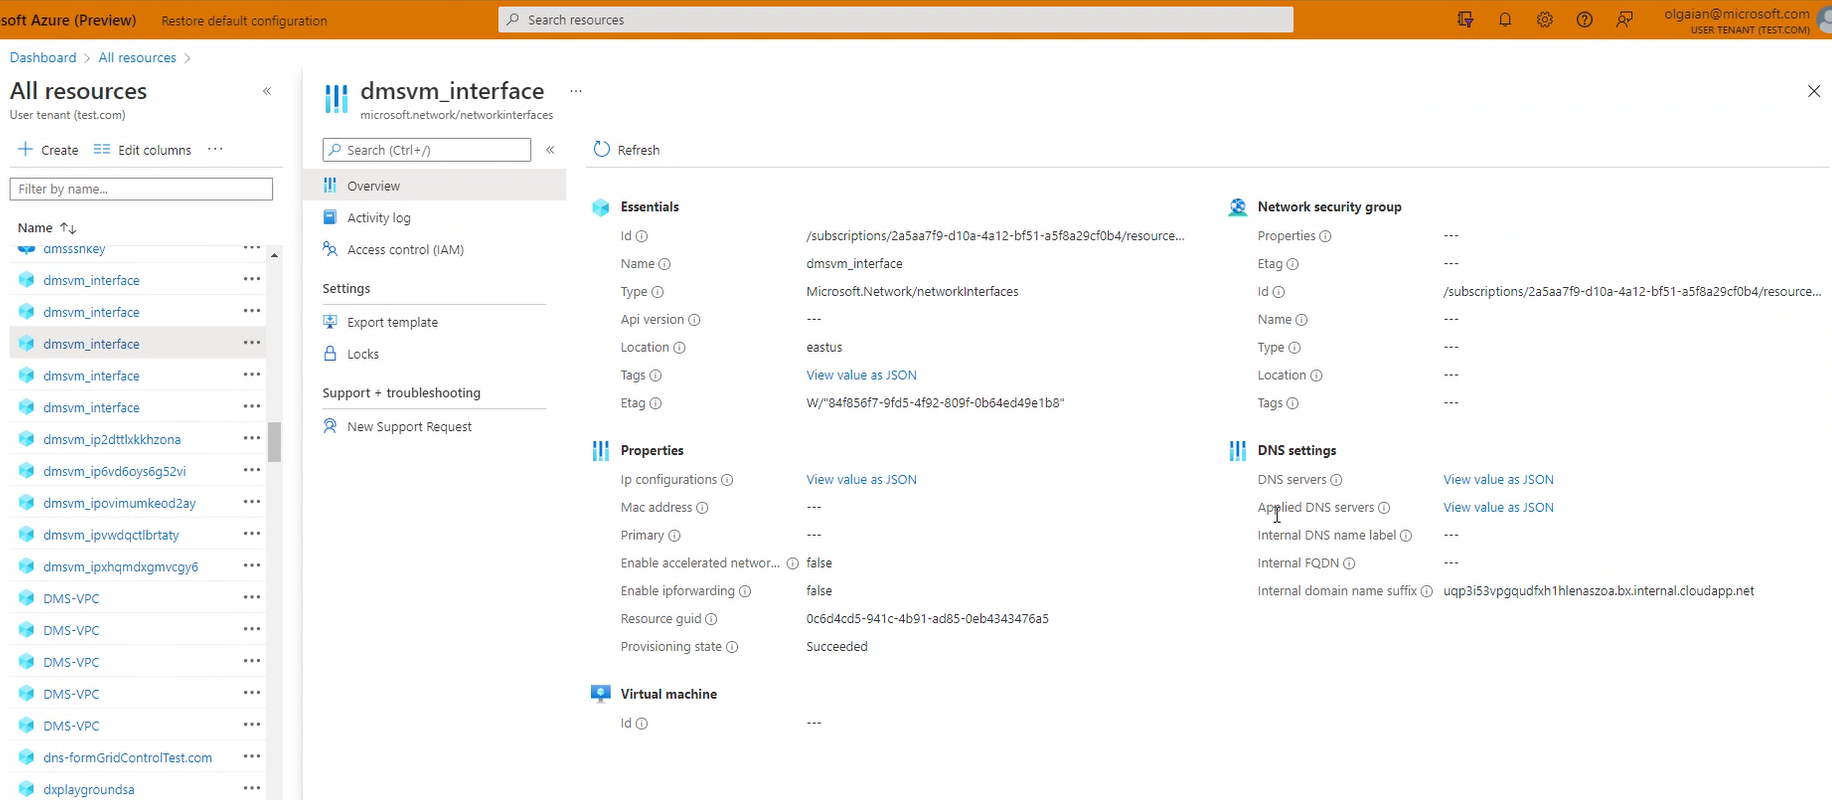 soft Azure (Preview)
Restore default configuration
Search resources
olgaian@microsoft.com
USER TENANT (TEST.COM)
Dashboard > All resources >
All resources
User tenant (test.com)
Create
Edit columns
Filter by name...
Name
dmsssnkey
dmsvm_interface
dmsvm_interface
dmsvm_interface
dmsvm_interface
dmsvm_interface
dmsvm_ip2dttlxkkhzona
dmsvm_ip6vd6oys6g52vi
dmsvm_ipovimumkeod2ay
dmsvm_ipvwdqctlbrtaty
dmsvm_ipxhqmdxgmvcgy6
DMS-VPC
DMS-VPC
DMS-VPC
DMS-VPC
DMS-VPC
dns-formGridControlTest.com
dxplaygroundsa
dmsvm_interface
microsoft.network/networkinterfaces
Search (Ctrl+/)
Overview
Activity log
Access control (IAM)
Settings
Export template
Locks
Support + troubleshooting
New Support Request
Refresh
Essentials
Id /subscriptions/2a5aa7f9-d10a-4a12-bf51-a5f8a29cf0b4/resource...
Name dmsvm_interface
Type Microsoft.Network/networkInterfaces
Api version ---
Location eastus
Tags View value as JSON
Etag W/"84f856f7-9fd5-4f92-809f-0b64ed49e1b8"
Properties
Ip configurations View value as JSON
Mac address ---
Primary ---
Enable accelerated networ... false
Enable ipforwarding false
Resource guid 0c6d4cd5-941c-4b91-ad85-0eb4343476a5
Provisioning state Succeeded
Virtual machine
Id ---
Network security group
Properties ---
Etag ---
Id /subscriptions/2a5aa7f9-d10a-4a12-bf51-a5f8a29cf0b4/resource...
Name ---
Type ---
Location ---
Tags ---
DNS settings
DNS servers View value as JSON
Applied DNS servers View value as JSON
Internal DNS name label ---
Internal FQDN ---
Internal domain name suffix uqp3i53vpgqudfxh1hlenaszoa.bx.internal.cloudapp.net